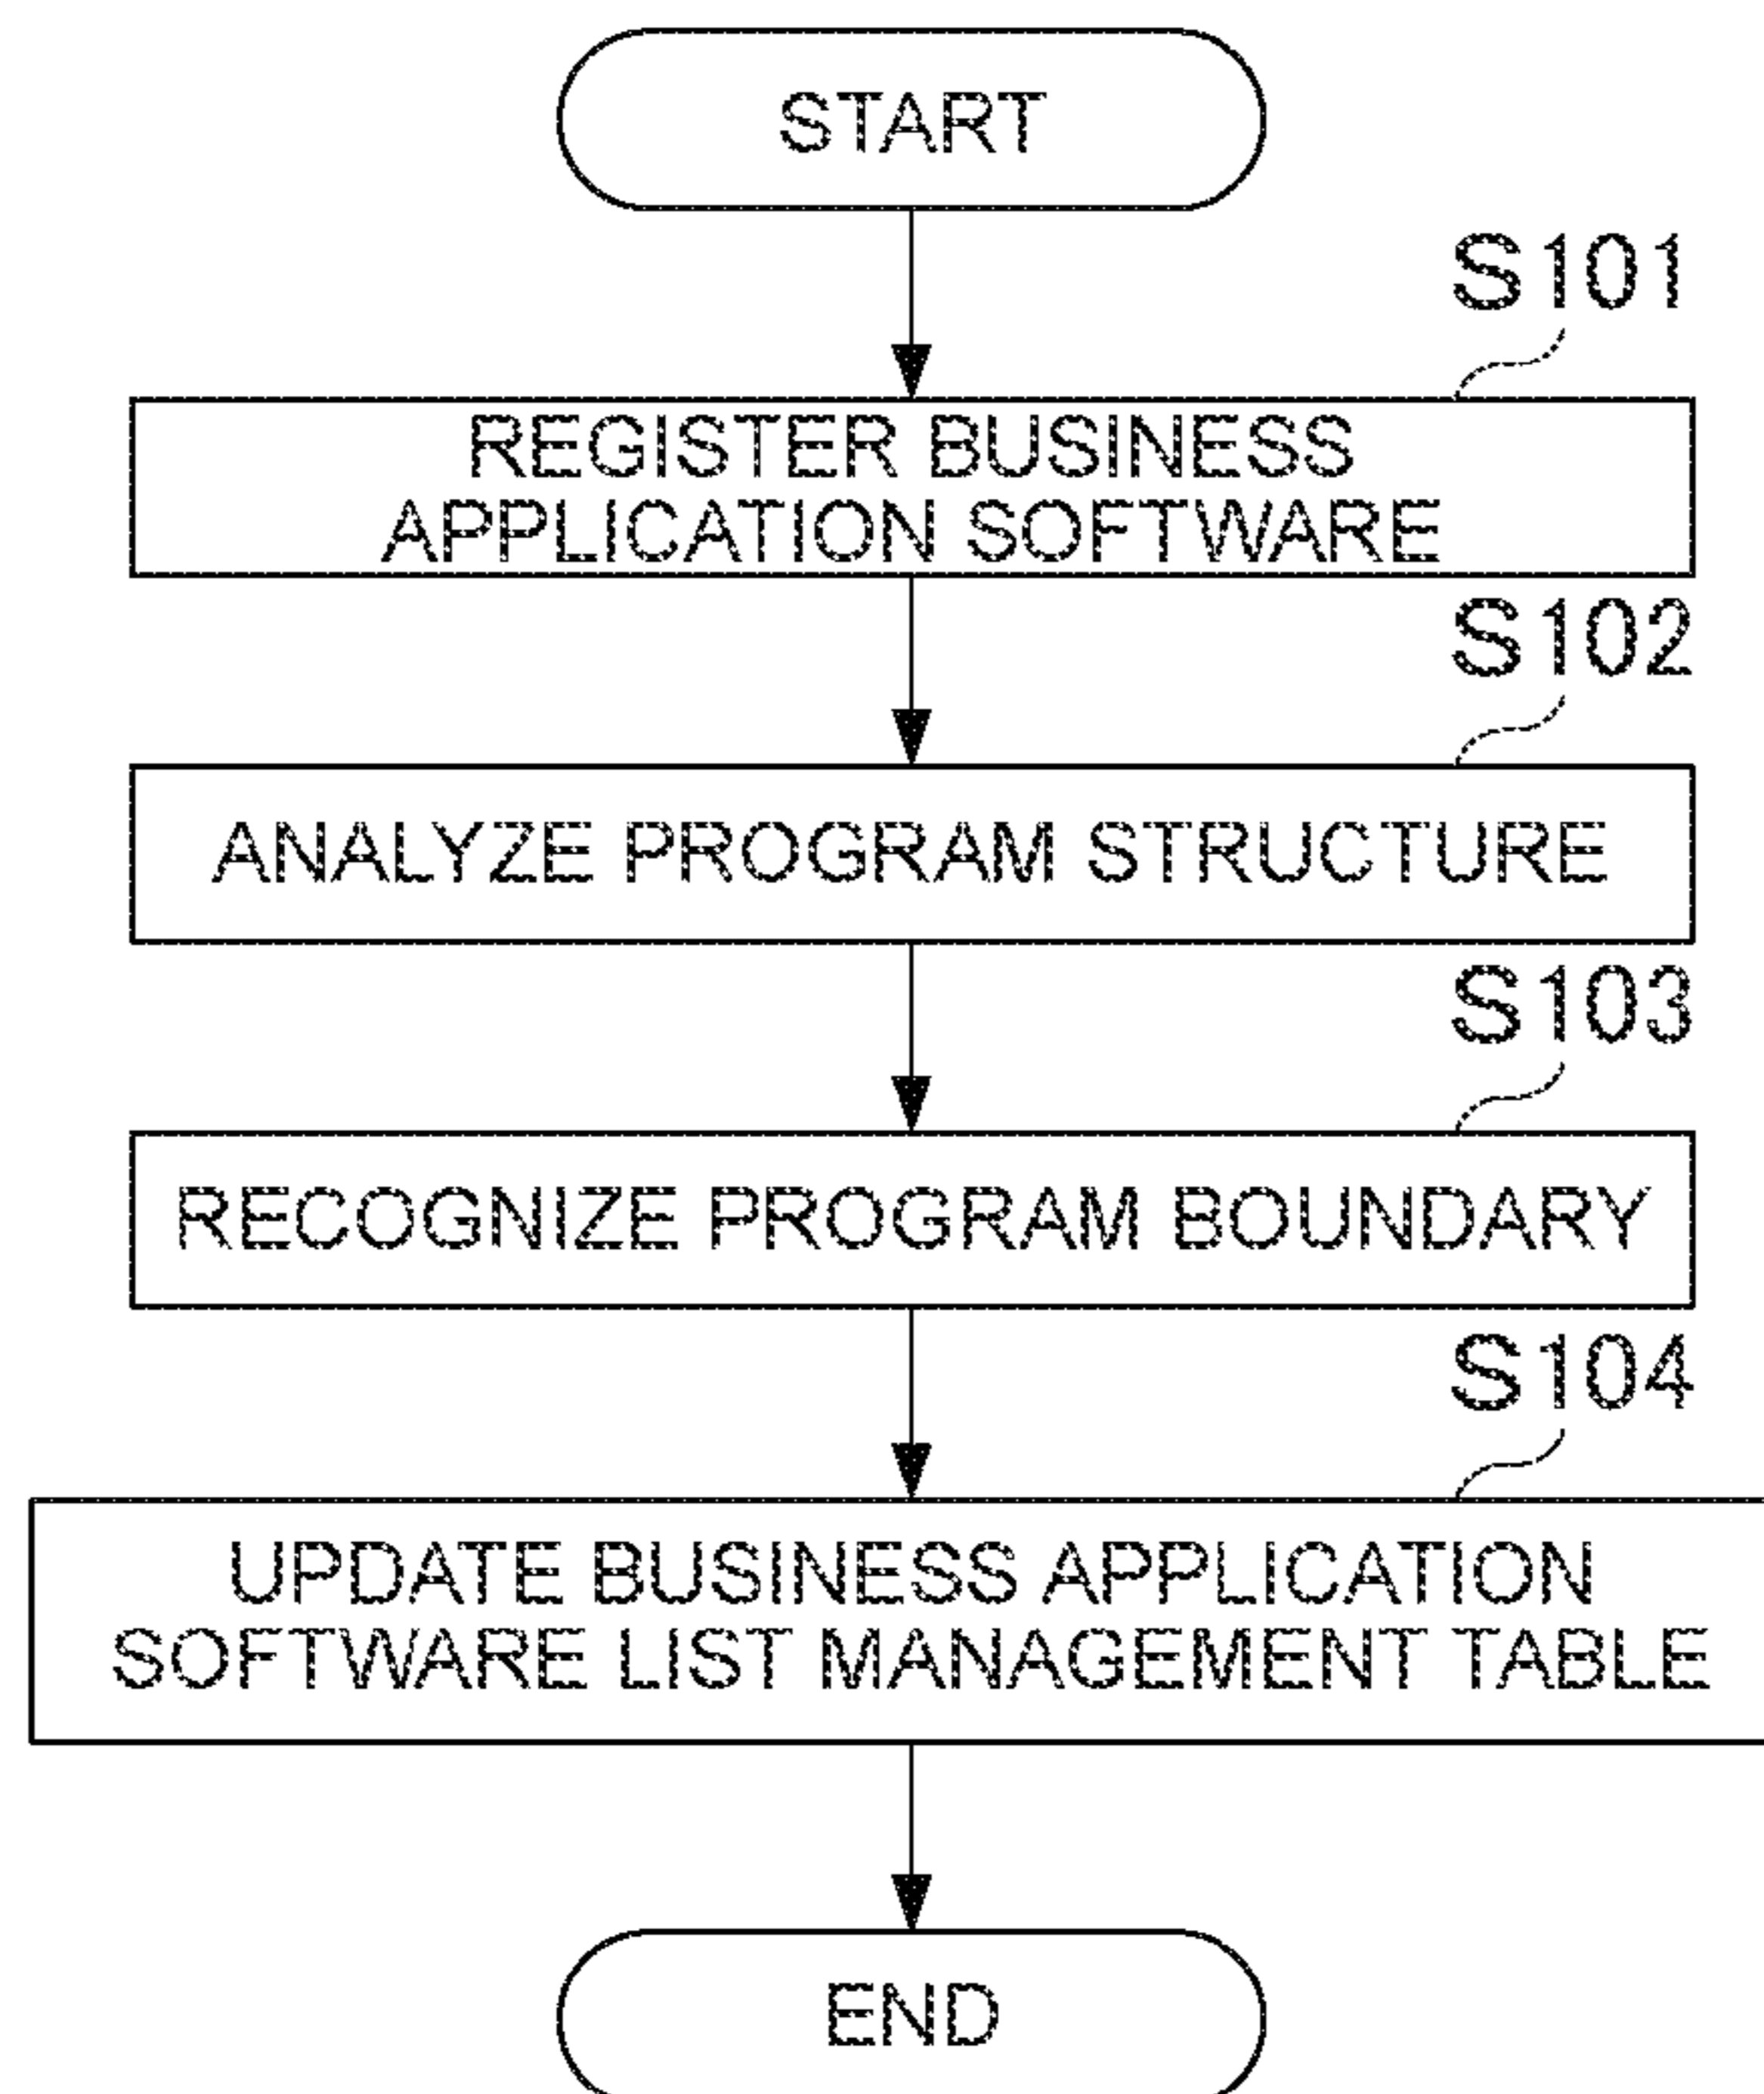 START
S101
REGISTER BUSINESS
APPLICATION SOFTWARE
S102
ANALYZE PROGRAM STRUCTURE
S103
RECOGNIZE PROGRAM BOUNDARY
S104
UPDATE BUSINESS APPLICATION
SOFTWARE LIST MANAGEMENT TABLE
END